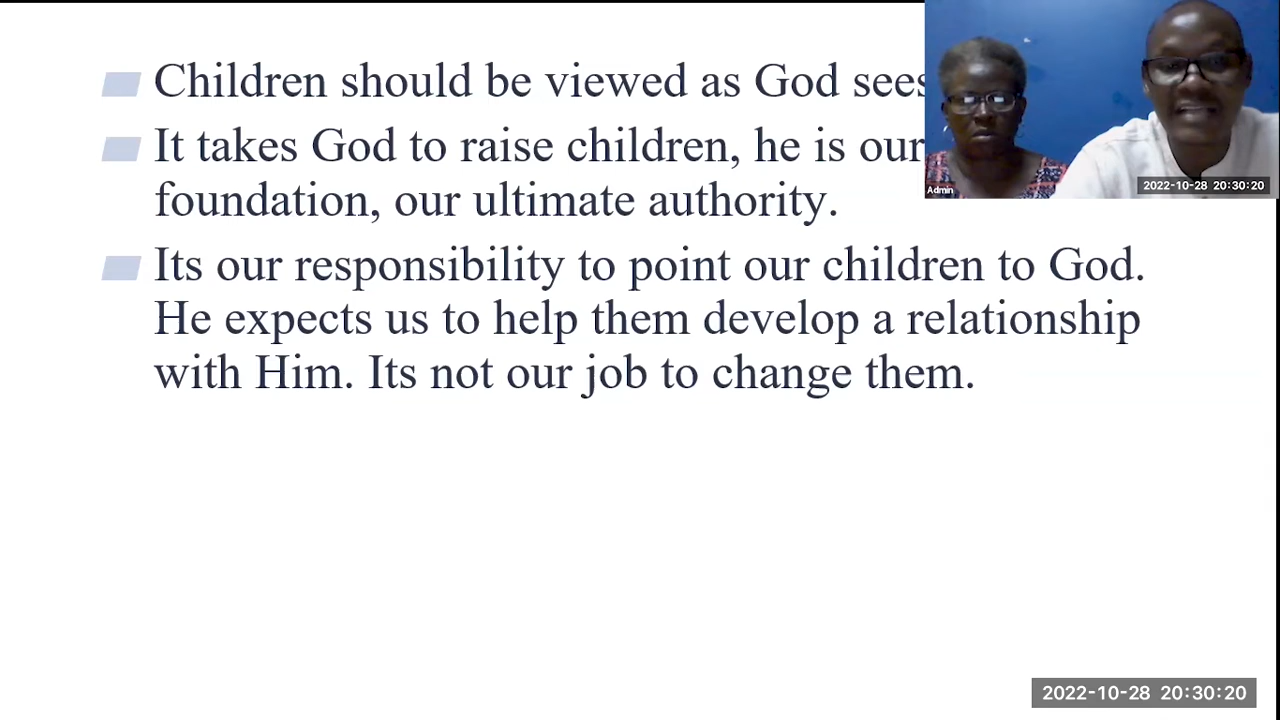 Children should be viewed as God sees
It takes God to raise children, he is our
foundation, our ultimate authority.
Its our responsibility to point our children to God.
He expects us to help them develop a relationship
with Him. Its not our job to change them.
Admin
2022-10-28 20:30:20
2022-10-28 20:30:20